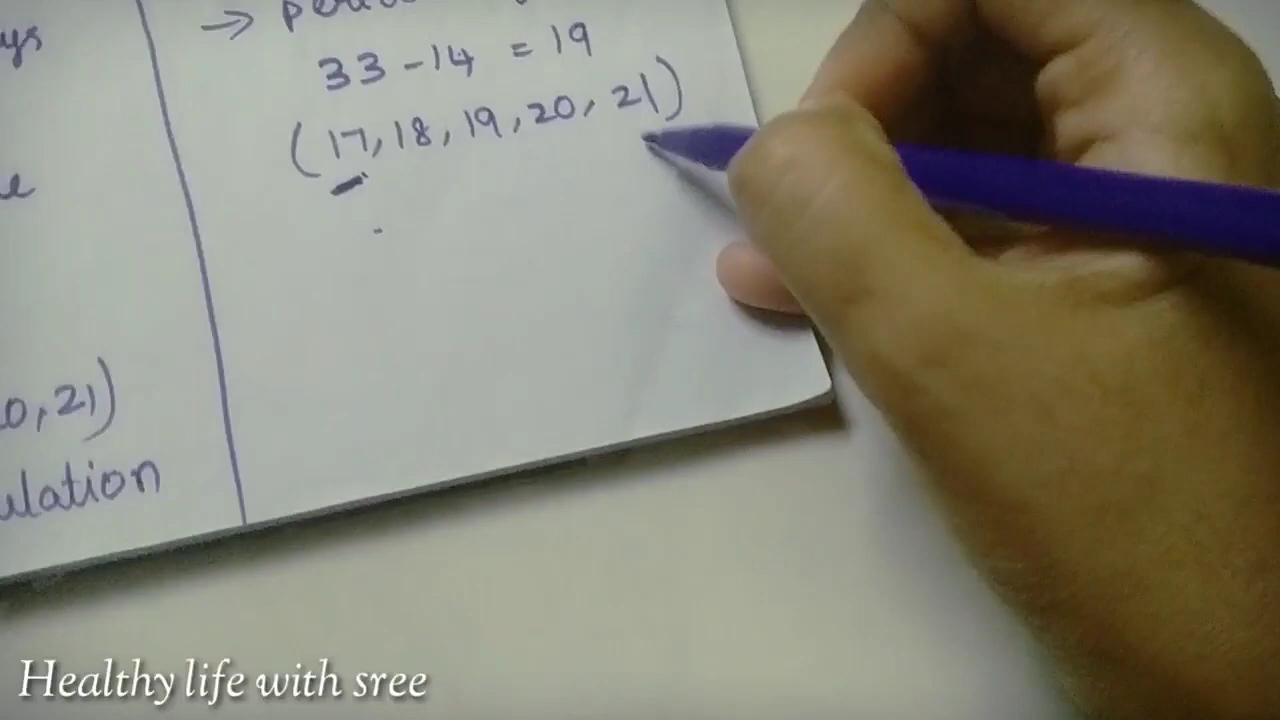 ys
→
33 - 14 = 19
(17, 18, 19, 20, 21)
0, 21)
ulation
Healthy life with sree